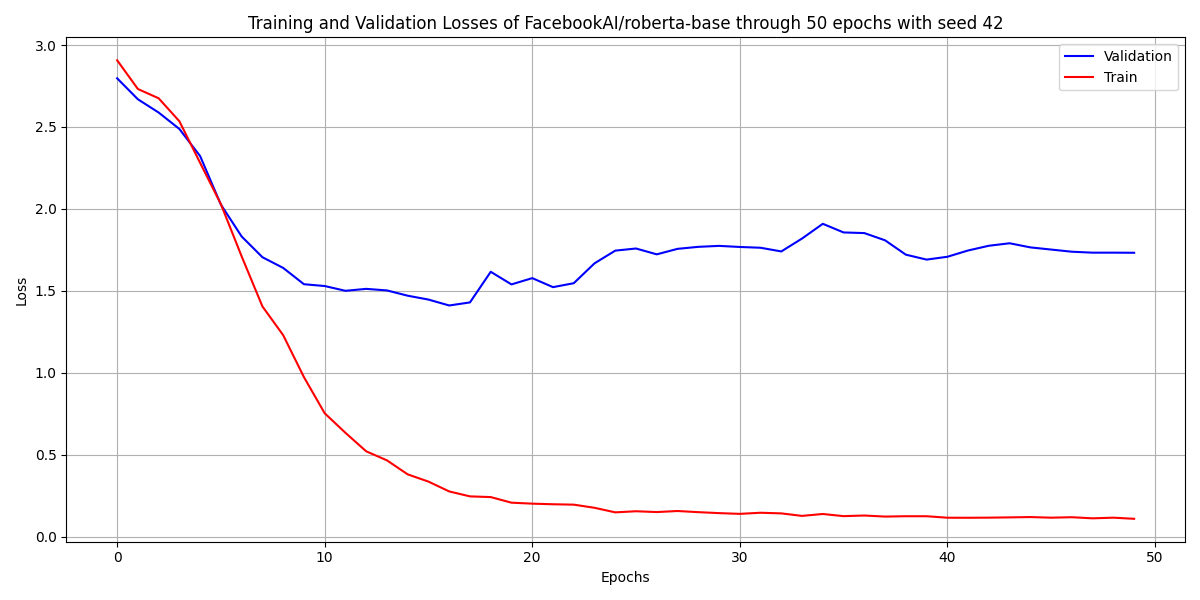 Training and Validation Losses of FacebookAI/roberta-base through 50 epochs with seed 42
Validation
Train
3.0
2.5
2.0
1.5
1.0
0.5
0.0
Loss
0 10 20 30 40 50
Epochs